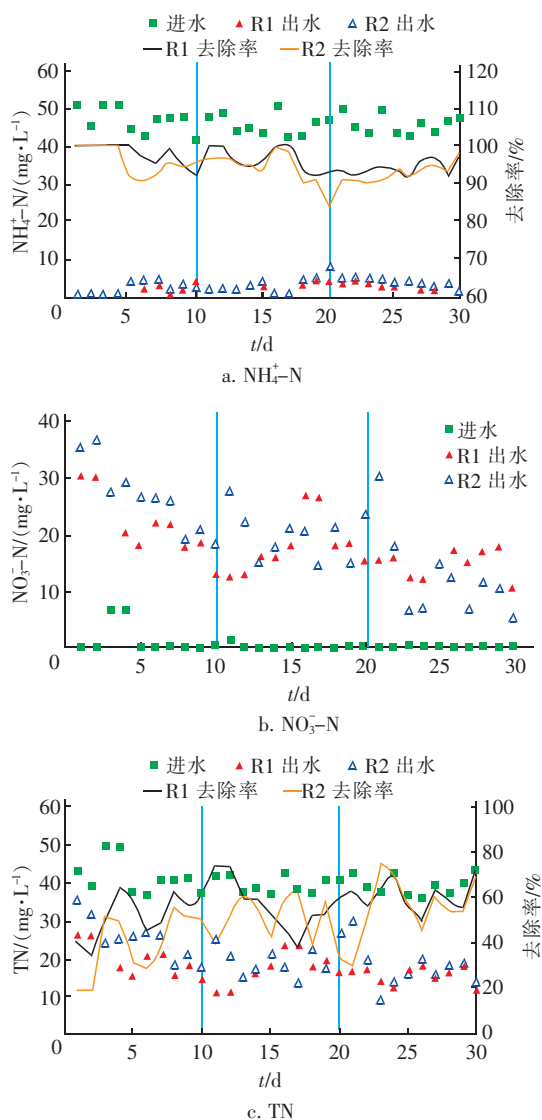 进水 R1 出水 R2 出水
R1 去除率 R2 去除率
60 120
50 110
40 100
30 90
20 80
10 70
0 60
NH₄⁺-N/(mg·L⁻¹)
去除率/%
5 10 15 20 25 30
t/d
a. NH₄⁺-N
40
30
20
10
0
NO₃⁻-N/(mg·L⁻¹)
进水
R1 出水
R2 出水
5 10 15 20 25 30
t/d
b. NO₃⁻-N
进水 R1 出水 R2 出水
R1 去除率 R2 去除率
60 100
50 80
40 60
30
20 40
10 20
0
TN/(mg·L⁻¹)
去除率/%
0 5 10 15 20 25 30
t/d
c. TN